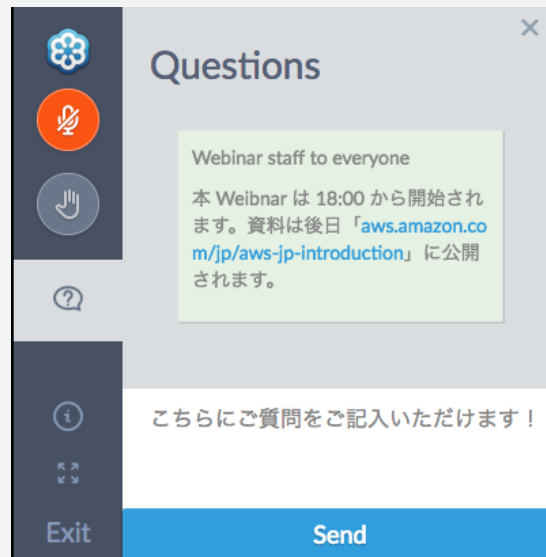 Questions
Webinar staff to everyone
本 Weibnar は 18:00 から開始され
ます。資料は後日「aws.amazon.co
m/jp/aws-jp-introduction」に公開
されます。
こちらにご質問をご記入いただけます！
Exit
Send